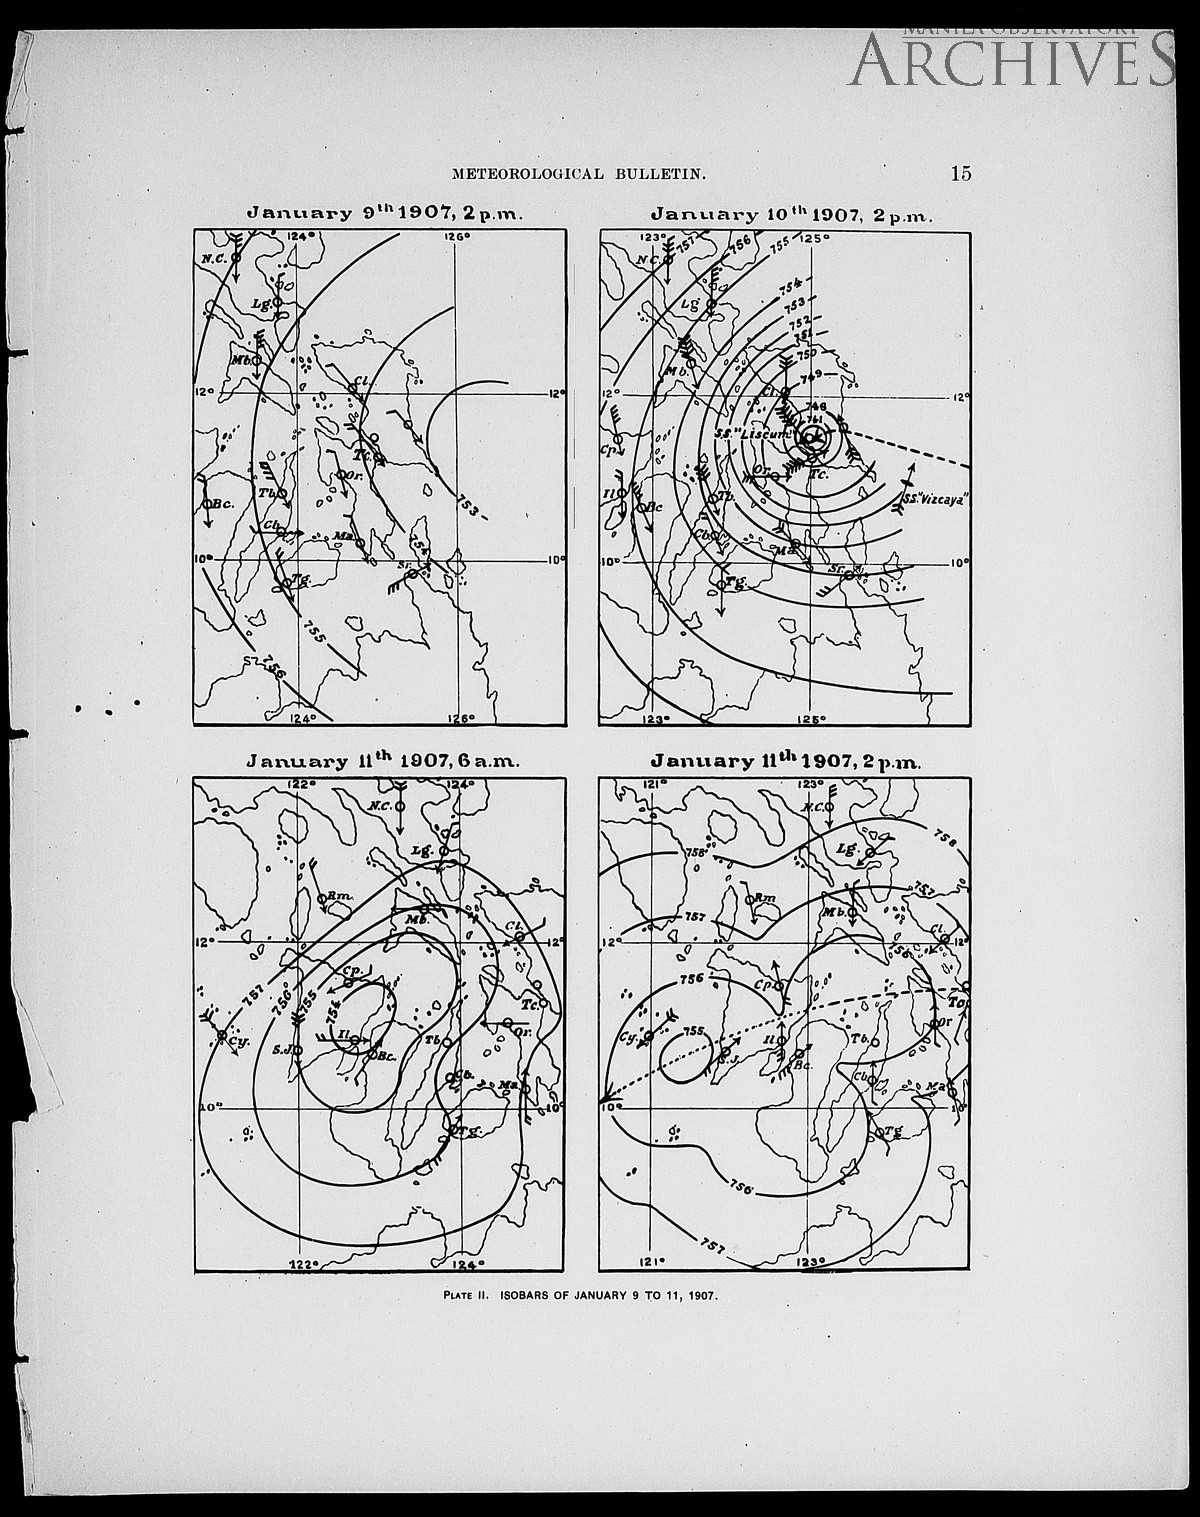 MANILA OBSERVATORY
ARCHIVES
METEOROLOGICAL BULLETIN.
15
January 9th 1907, 2 p.m.
124° 126°
N.C.
Lg.
Mb.
Cl.
12° 12°
Tc.
Or.
Tb.
Bc.
753
Cb.
Ma.
754
10° 10°
Sr.
Tg.
755
756
124° 126°
January 10th 1907, 2 p.m.
123° 125°
757 756 755
N.C.
754
Lg
753
752
751
750
Mb.
749
Cl.
12° 12°
746
741
S.S. "Liscum"
Cp.
Or. Tc.
Il Tb. S.S. "Vizcaya"
Bc
Cb.
Ma.
10° 10°
Sr.
Tg.
123° 125°
January 11th 1907, 6 a.m.
122° 124°
N.C.
Lg.
Rm.
Mb.
Cl.
12° 12°
Cp.
757 756 755 754
Tc.
Or.
Cy. Il. Tb.
S.J. Bc.
Cb. Ma.
10° 10°
Tg.
122° 124°
January 11th 1907, 2 p.m.
121° 123°
N.C.
758
758 Lg.
757
Rm
757 Mb.
Cl.
12° 12°
756
756 Cp.
Tc
Or
755
Cy. Il Tb.
S.J. Bc.
Cb.
Ma
10° 10°
Tg
756
757
121° 123°
PLATE II. ISOBARS OF JANUARY 9 TO 11, 1907.